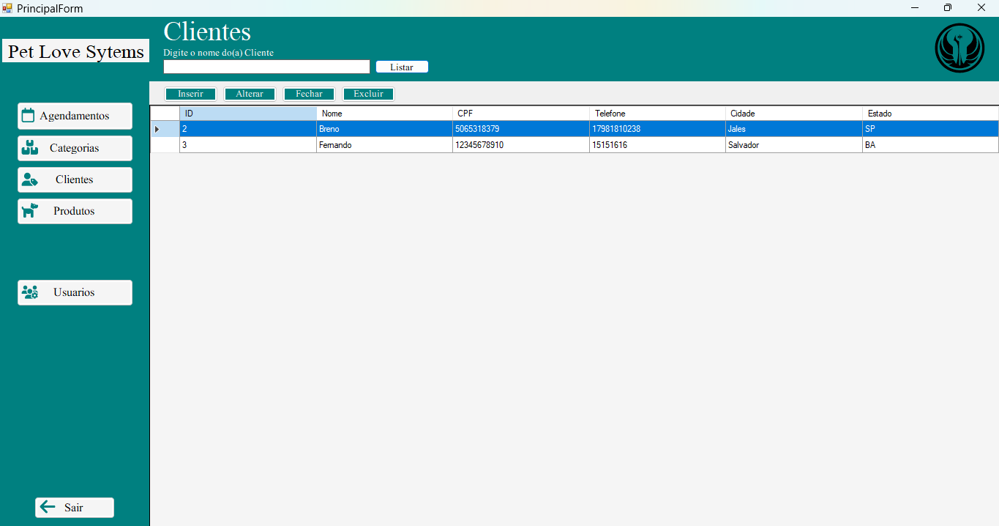 PrincipalForm
Pet Love Sytems
Clientes
Digite o nome do(a) Cliente
Listar
Inserir Alterar Fechar Excluir
Agendamentos
Categorias
Clientes
Produtos
Usuarios
Sair
ID Nome CPF Telefone Cidade Estado
2 Breno 5065318379 17981810238 Jales SP
3 Fernando 12345678910 15151616 Salvador BA